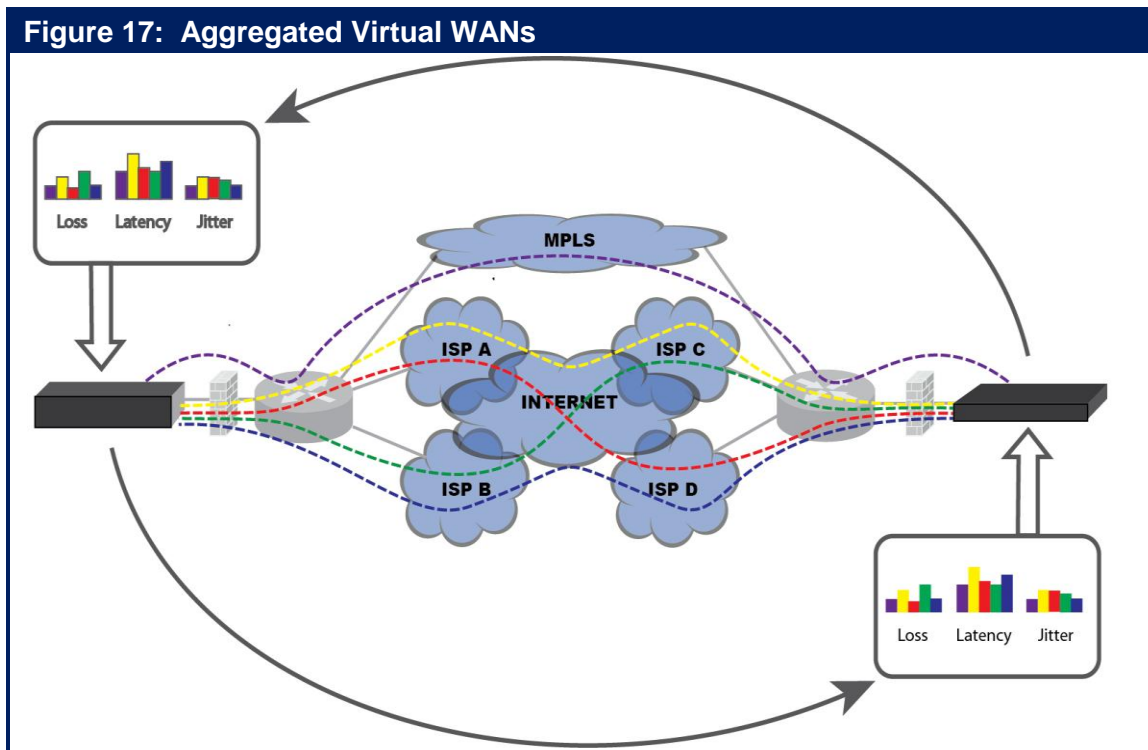 Figure 17: Aggregated Virtual WANs
Loss Latency Jitter
MPLS
ISP A
ISP C
INTERNET
ISP B
ISP D
Loss Latency Jitter